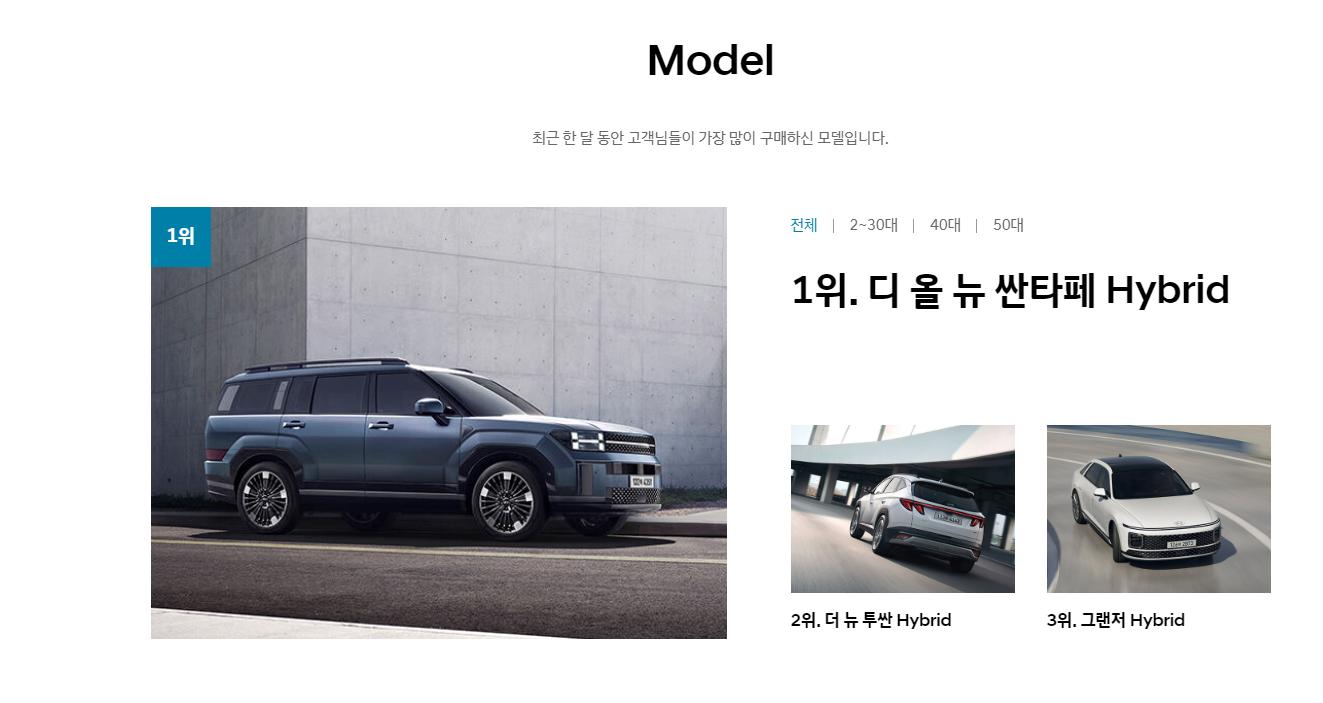 Model
최근 한 달 동안 고객님들이 가장 많이 구매하신 모델입니다.
1위
전체 | 2~30대 | 40대 | 50대
1위. 디 올 뉴 싼타페 Hybrid
2위. 더 뉴 투싼 Hybrid
3위. 그랜저 Hybrid